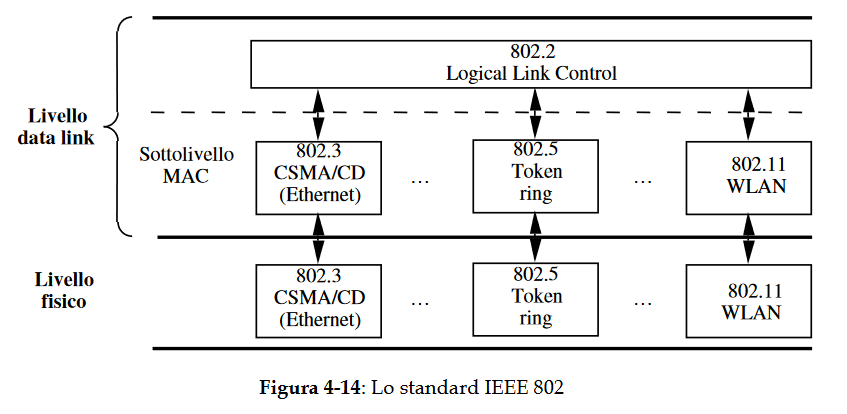 802.2
Logical Link Control
Livello
data link
Sottolivello
MAC
802.3
CSMA/CD
(Ethernet)
...
802.5
Token
ring
...
802.11
WLAN
Livello
fisico
802.3
CSMA/CD
(Ethernet)
...
802.5
Token
ring
...
802.11
WLAN
Figura 4-14: Lo standard IEEE 802